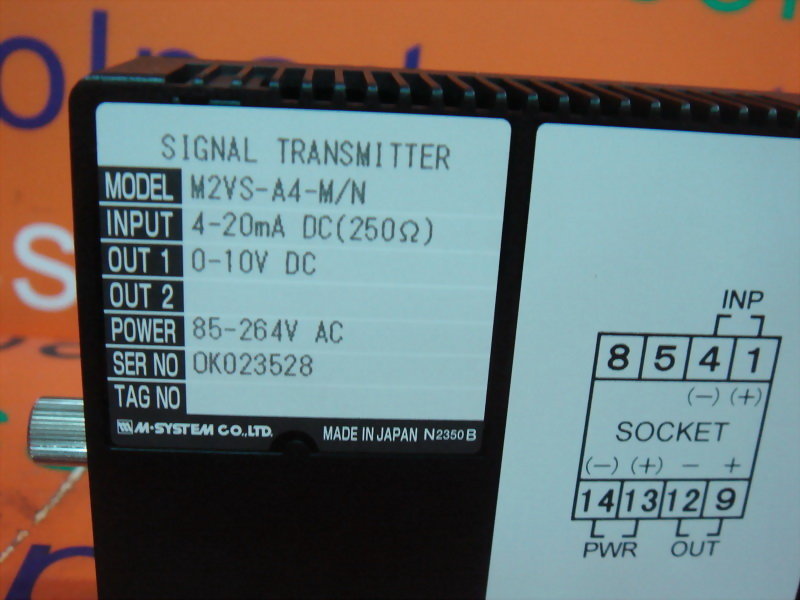 SIGNAL TRANSMITTER
MODEL M2VS-A4-M/N
INPUT 4-20mA DC(250Ω)
OUT 1 0-10V DC
OUT 2
POWER 85-264V AC
SER NO OK023528
TAG NO
M-SYSTEM CO.,LTD. MADE IN JAPAN N2350 B
INP
8 5 4 1
(−) (+)
SOCKET
(−) (+) − +
14 13 12 9
PWR OUT